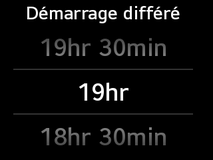 Démarrage différé
19hr 30min
19hr
18hr 30min